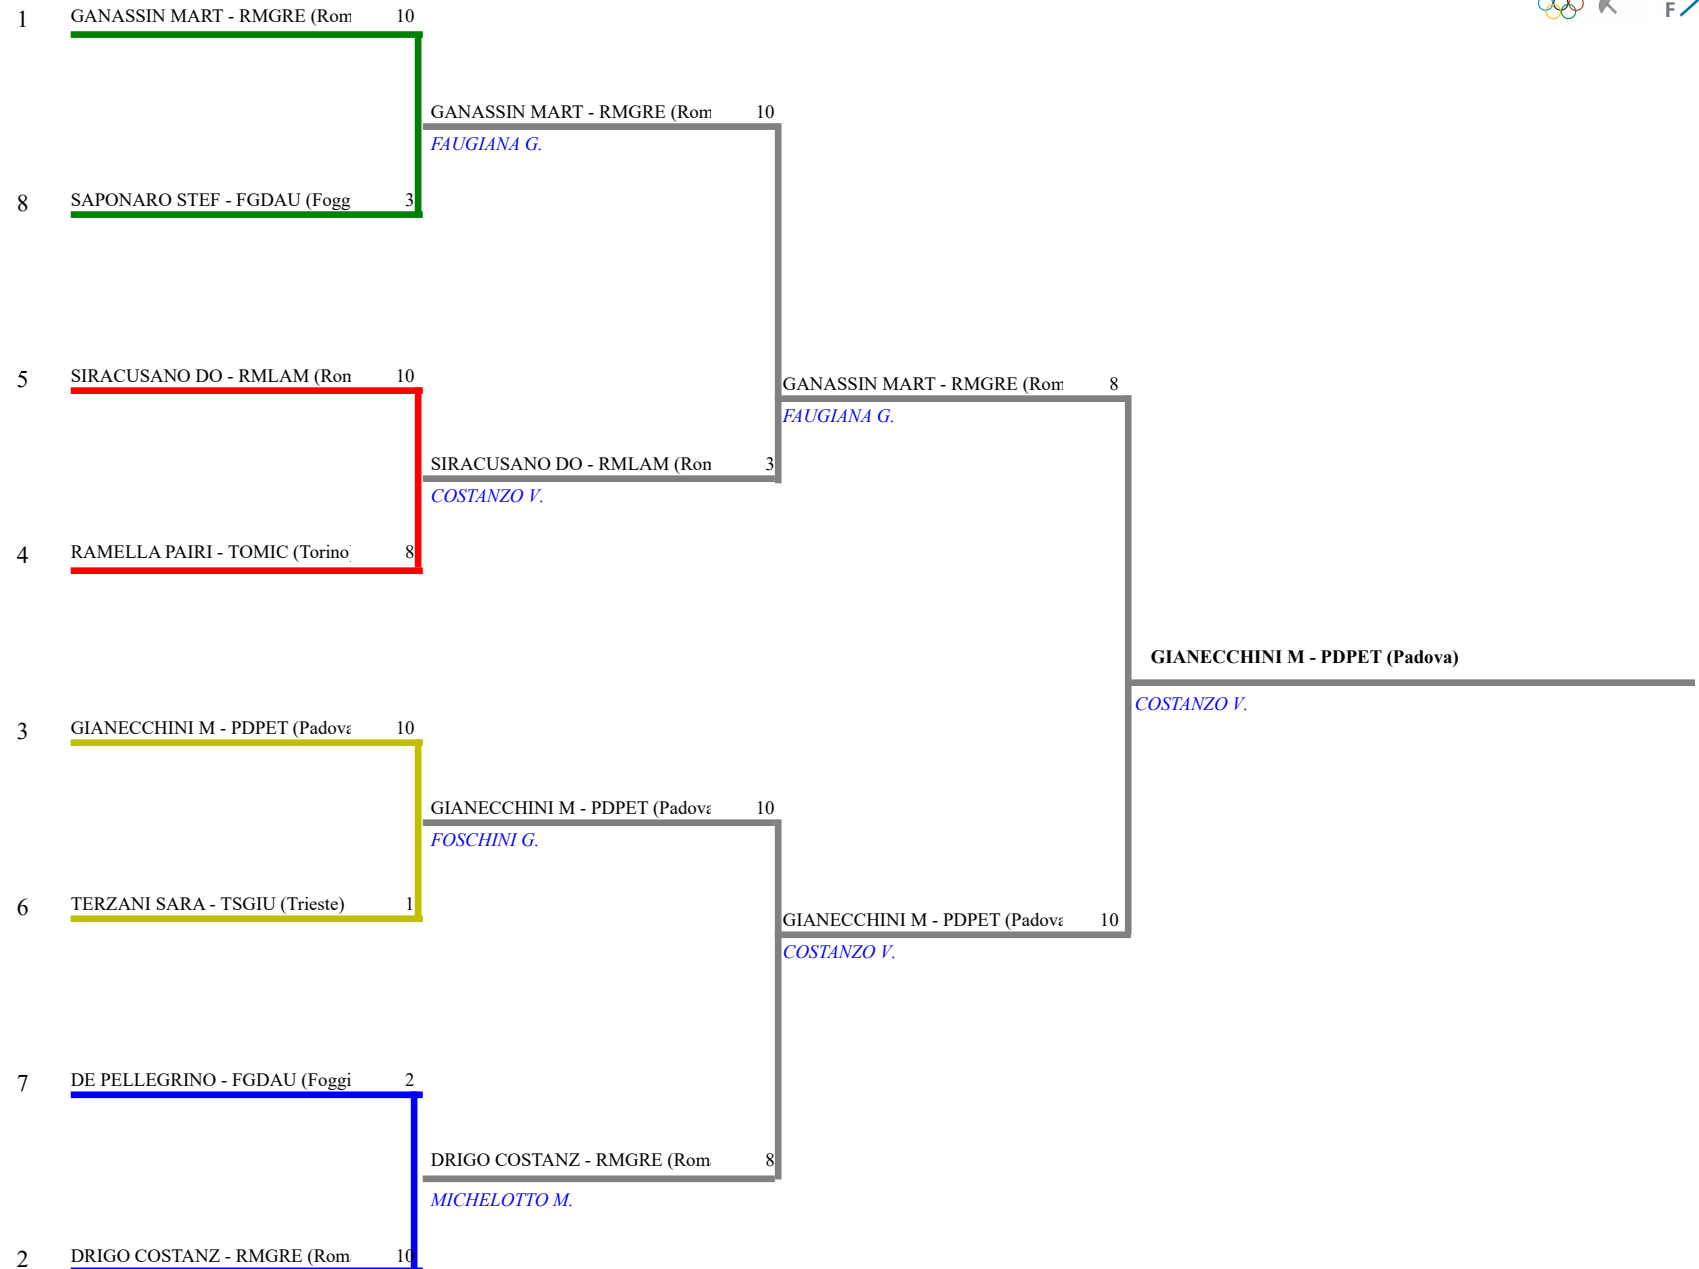 1 GANASSIN MART - RMGRE (Rom 10
GANASSIN MART - RMGRE (Rom 10
FAUGIANA G.
8 SAPONARO STEF - FGDAU (Fogg 3
5 SIRACUSANO DO - RMLAM (Rom 10
GANASSIN MART - RMGRE (Rom 8
FAUGIANA G.
SIRACUSANO DO - RMLAM (Rom 3
COSTANZO V.
4 RAMELLA PAIRI - TOMIC (Torino) 8
GIANECCHINI M - PDPET (Padova)
COSTANZO V.
3 GIANECCHINI M - PDPET (Padova 10
GIANECCHINI M - PDPET (Padova 10
FOSCHINI G.
6 TERZANI SARA - TSGIU (Trieste) 1
GIANECCHINI M - PDPET (Padova 10
COSTANZO V.
7 DE PELLEGRINO - FGDAU (Foggi 2
DRIGO COSTANZ - RMGRE (Rom 8
MICHELOTTO M.
2 DRIGO COSTANZ - RMGRE (Rom 10
F